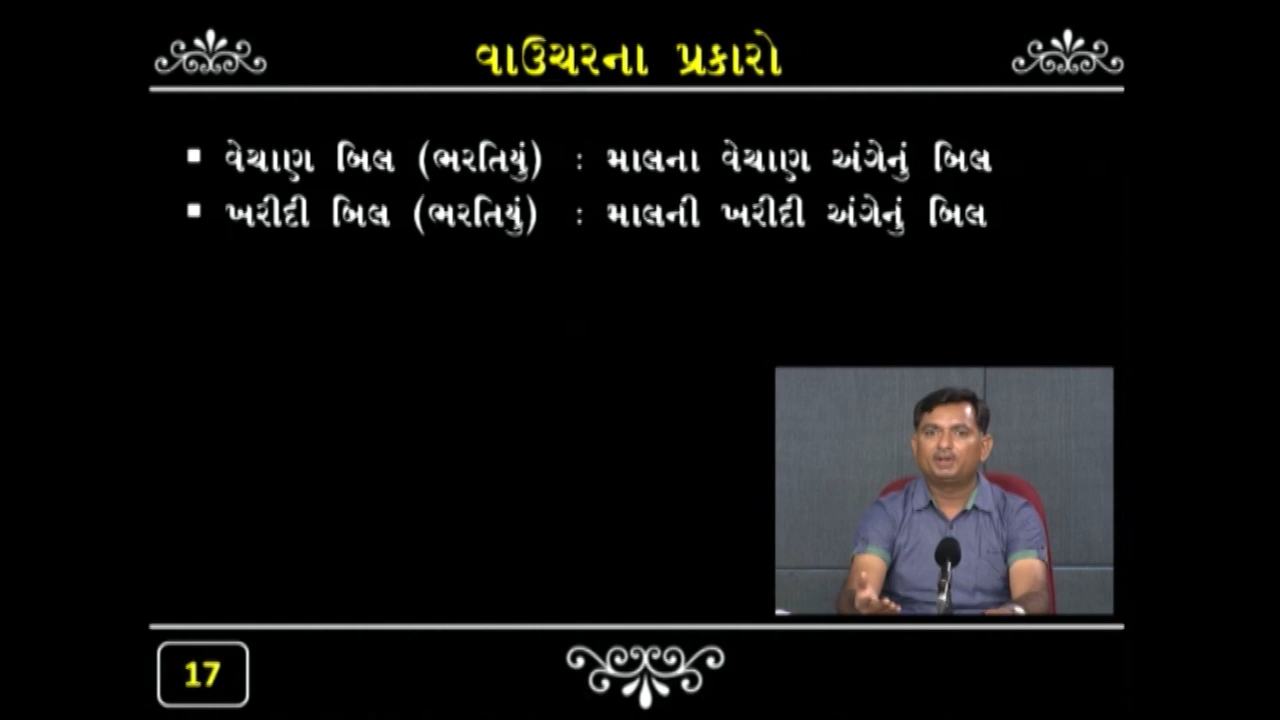 વાઉચરના પ્રકારો
▪ વેચાણ બિલ (ભરતિયું) : માલના વેચાણ અંગેનું બિલ
▪ ખરીદી બિલ (ભરતિયું) : માલની ખરીદી અંગેનું બિલ
17